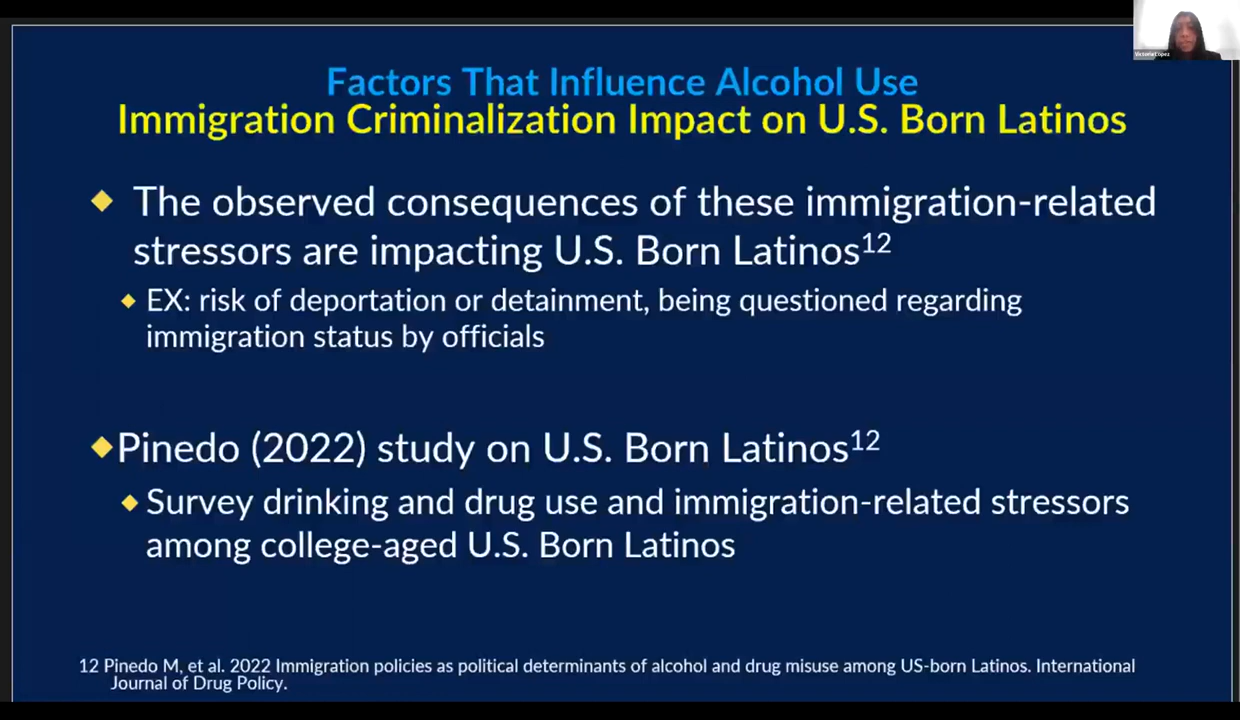 Factors That Influence Alcohol Use
Immigration Criminalization Impact on U.S. Born Latinos
The observed consequences of these immigration-related
stressors are impacting U.S. Born Latinos12
EX: risk of deportation or detainment, being questioned regarding
immigration status by officials
Pinedo (2022) study on U.S. Born Latinos12
Survey drinking and drug use and immigration-related stressors
among college-aged U.S. Born Latinos
12 Pinedo M, et al. 2022 Immigration policies as political determinants of alcohol and drug misuse among US-born Latinos. International
Journal of Drug Policy.
Victoria Lopez